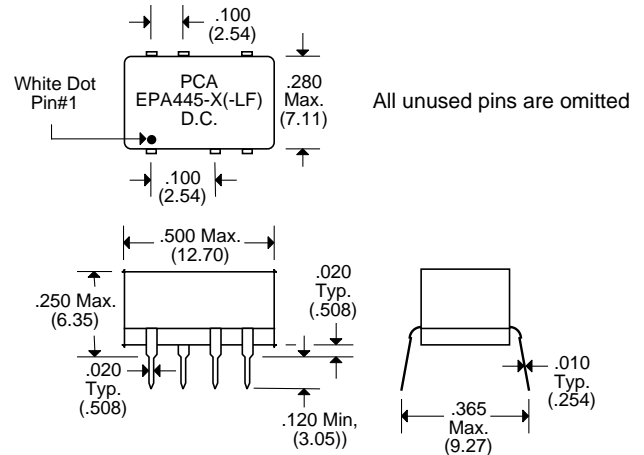 .100
(2.54)
White Dot
Pin#1
PCA
EPA445-X(-LF)
D.C.
.280
Max.
(7.11)
All unused pins are omitted
.100
(2.54)
.500 Max.
(12.70)
.250 Max.
(6.35)
.020
Typ.
(.508)
.020
Typ.
(.508)
.120 Min,
(3.05))
.010
Typ.
(.254)
.365
Max.
(9.27)